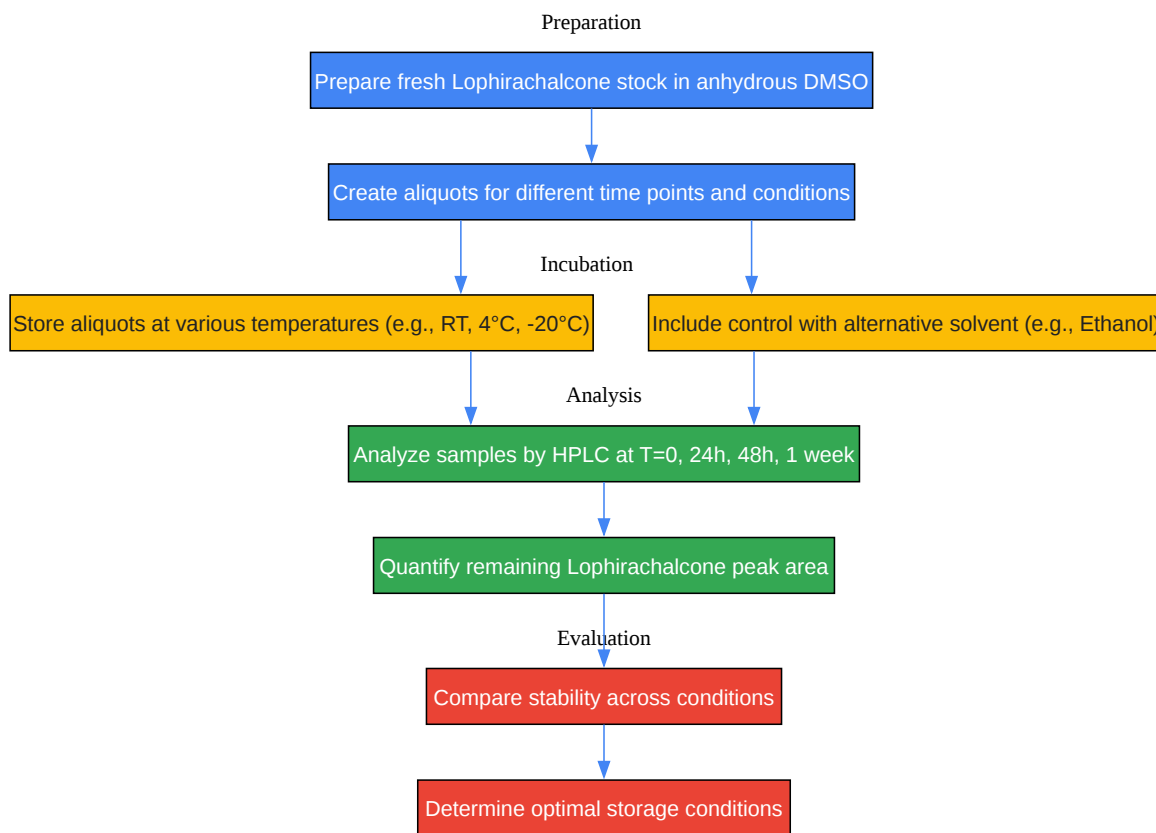 Preparation
Prepare fresh Lophirachalcone stock in anhydrous DMSO
Create aliquots for different time points and conditions
Incubation
Store aliquots at various temperatures (e.g., RT, 4°C, -20°C)
Include control with alternative solvent (e.g., Ethanol)
Analysis
Analyze samples by HPLC at T=0, 24h, 48h, 1 week
Quantify remaining Lophirachalcone peak area
Evaluation
Compare stability across conditions
Determine optimal storage conditions